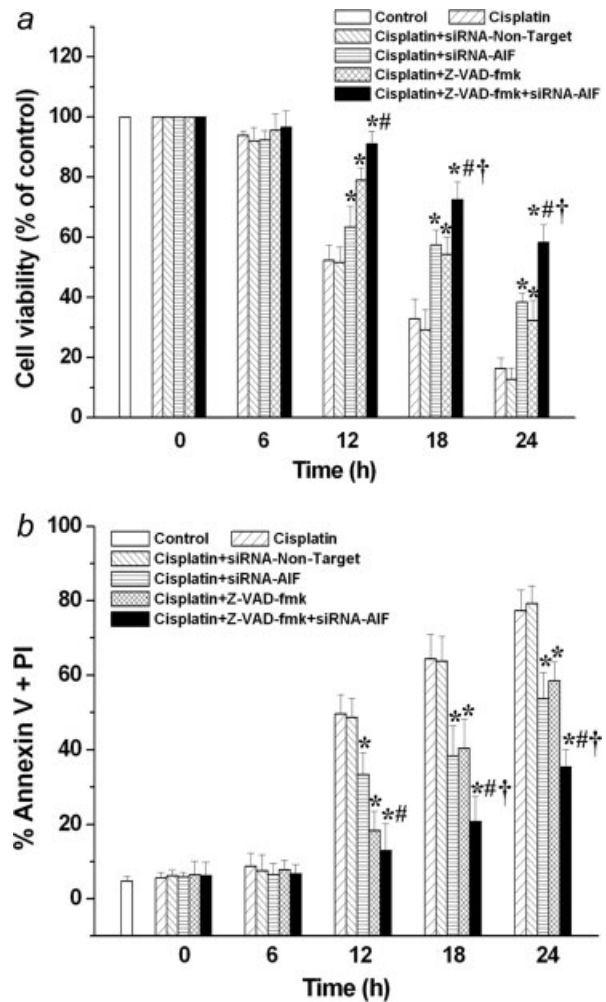 a
Control Cisplatin
Cisplatin+siRNA-Non-Target
Cisplatin+siRNA-AIF
Cisplatin+Z-VAD-fmk
Cisplatin+Z-VAD-fmk+siRNA-AIF
Cell viability (% of control)
120
100
80
60
40
20
0
* * *#
* * *#†
* * *#†
0 6 12 18 24
Time (h)
b
Control Cisplatin
Cisplatin+siRNA-Non-Target
Cisplatin+siRNA-AIF
Cisplatin+Z-VAD-fmk
Cisplatin+Z-VAD-fmk+siRNA-AIF
% Annexin V + PI
100
80
60
40
20
0
* * *#
* * *#†
* * *#†
0 6 12 18 24
Time (h)